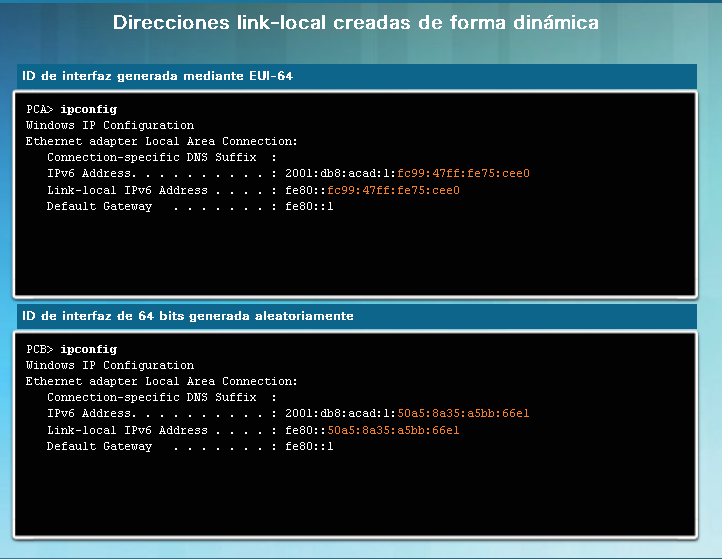 Direcciones link-local creadas de forma dinámica
ID de interfaz generada mediante EUI-64
PCA> ipconfig
Windows IP Configuration
Ethernet adapter Local Area Connection:
Connection-specific DNS Suffix :
IPv6 Address. . . . . . . . . . . : 2001:db8:acad:1:fc99:47ff:fe75:cee0
Link-local IPv6 Address . . . . . : fe80::fc99:47ff:fe75:cee0
Default Gateway . . . . . . . : fe80::1
ID de interfaz de 64 bits generada aleatoriamente
PCB> ipconfig
Windows IP Configuration
Ethernet adapter Local Area Connection:
Connection-specific DNS Suffix :
IPv6 Address. . . . . . . . . . . : 2001:db8:acad:1:50a5:8a35:a5bb:66e1
Link-local IPv6 Address . . . . . : fe80::50a5:8a35:a5bb:66e1
Default Gateway . . . . . . . : fe80::1